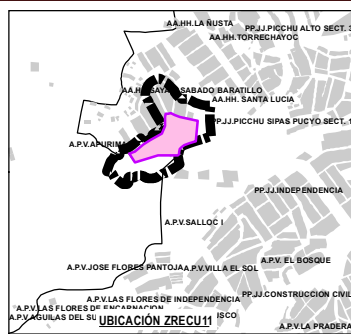 AA.HH.LA ÑUSTA
PP.JJ.PICCHU ALTO SECT. 3
AA.HH.TORRECHAYOC
SABADO BARATILLO
AA.HH. SANTA LUCIA
PP.JJ.PICCHU SIPAS PUCYO SECT. 1
A.P.V.APURIM
PP.JJ.INDEPENDENCIA
A.P.V.SALLOC I
A.P.V. EL BOSQUE
A.P.V.JOSE FLORES PANTOJA
A.P.V.VILLA EL SOL
A.P.V.LAS FLORES DE INDEPENDENCIA
PP.JJ.CONSTRUCCION CIVIL
A.P.V.LAS FLORES DE ENCARNACION
A.P.V.AGUILAS DEL SU
UBICACIÓN ZRECU11
ISCO
A.P.V. LA PRADERA